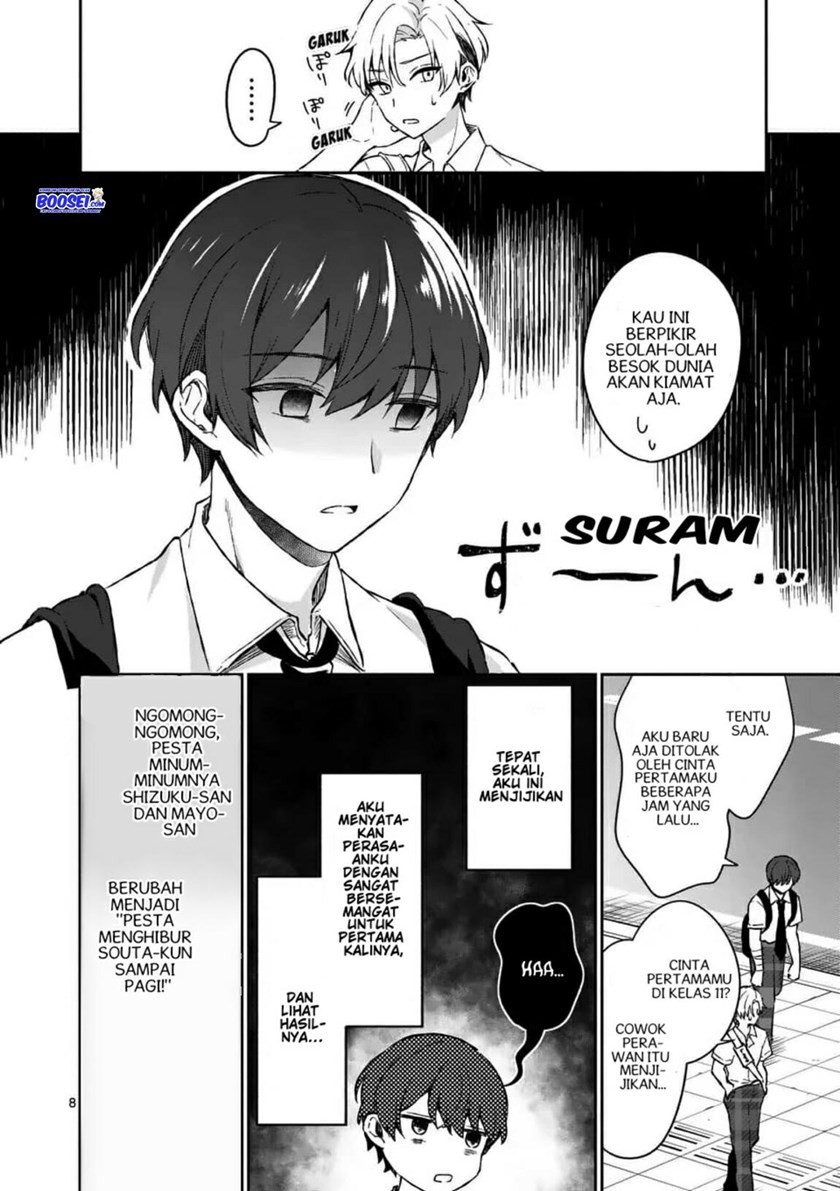 GARUK
ぽり
ぽり
GARUK
........
BOOSEI.COM
KAU INI
BERPIKIR
SEOLAH-OLAH
BESOK DUNIA
AKAN KIAMAT
AJA.
SURAM
ずーん...
TENTU
SAJA.
AKU BARU
AJA DITOLAK
OLEH CINTA
PERTAMAKU
BEBERAPA
JAM YANG
LALU...
CINTA
PERTAMAMU
DI KELAS 11?
COWOK
PERA-
WAN ITU
MENJI-
JIKAN...
TEPAT
SEKALI,
AKU INI
MENJIJIKAN
AKU
MENYATA-
KAN
PERASA-
ANKU
DENGAN
SANGAT
BERSE-
MANGAT
UNTUK
PERTAMA
KALINYA,
DAN
LIHAT
HASIL-
NYA...
HAA...
NGOMONG-
NGOMONG,
PESTA
MINUM-
MINUMNYA
SHIZUKU-SAN
DAN MAYO-
SAN
BERUBAH
MENJADI
"PESTA
MENGHIBUR
SOUTA-KUN
SAMPAI
PAGI!"
8